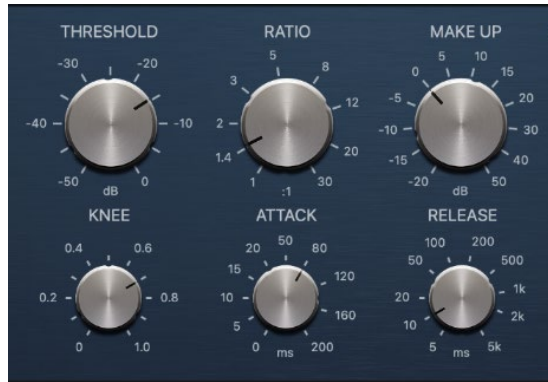 THRESHOLD RATIO MAKE UP
-30 -20 5 8 5 10
3 12 0 15
-5 20
-40 -10 2 -10 30
1.4 20 -15 40
-50 0 1 30 -20 50
dB :1 dB
KNEE ATTACK RELEASE
50 100 200
0.4 0.6 20 80 50 500
15 120 1k
0.2 0.8 10 20
160 2k
5 10
0 1.0 0 200 5 5k
ms ms